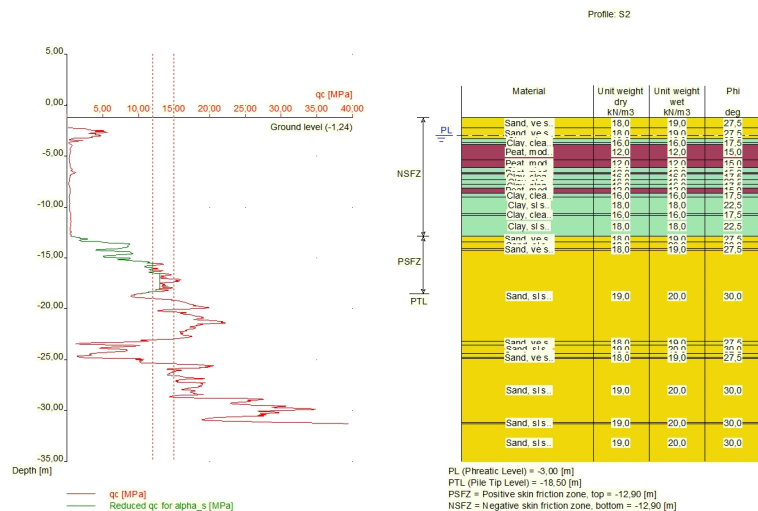 Profile: S2
5,00
0,00
-5,00
-10,00
-15,00
-20,00
-25,00
-30,00
-35,00
Depth [m]
qc [MPa]
5,00 10,00 15,00 20,00 25,00 30,00 35,00 40,00
Ground level (-1,24)
qc [MPa]
Reduced qc for alpha_s [MPa]
PL
NSFZ
PSFZ
PTL
Material Unit weight dry kN/m3 Unit weight wet kN/m3 Phi deg
Sand, ve s.. 18,0 19,0 27,5
Sand, ve s.. 18,0 19,0 27,5
Clay, clea.. 16,0 16,0 17,5
Peat, mod.. 12,0 12,0 15,0
Peat, mod.. 12,0 12,0 15,0
Clay, clea.. 16,0 16,0 17,5
Clay, sl s.. 18,0 18,0 22,5
Clay, clea.. 16,0 16,0 17,5
Clay, sl s.. 18,0 18,0 22,5
Sand, ve s.. 18,0 19,0 27,5
Sand, ve s.. 18,0 19,0 27,5
Sand, sl s.. 19,0 20,0 30,0
Sand, ve s.. 18,0 19,0 27,5
Sand, sl s.. 19,0 20,0 30,0
Sand, ve s.. 18,0 19,0 27,5
Sand, sl s.. 19,0 20,0 30,0
Sand, sl s.. 19,0 20,0 30,0
Sand, sl s.. 19,0 20,0 30,0
PL (Phreatic Level) = -3,00 [m]
PTL (Pile Tip Level) = -18,50 [m]
PSFZ = Positive skin friction zone, top = -12,90 [m]
NSFZ = Negative skin friction zone, bottom = -12,90 [m]